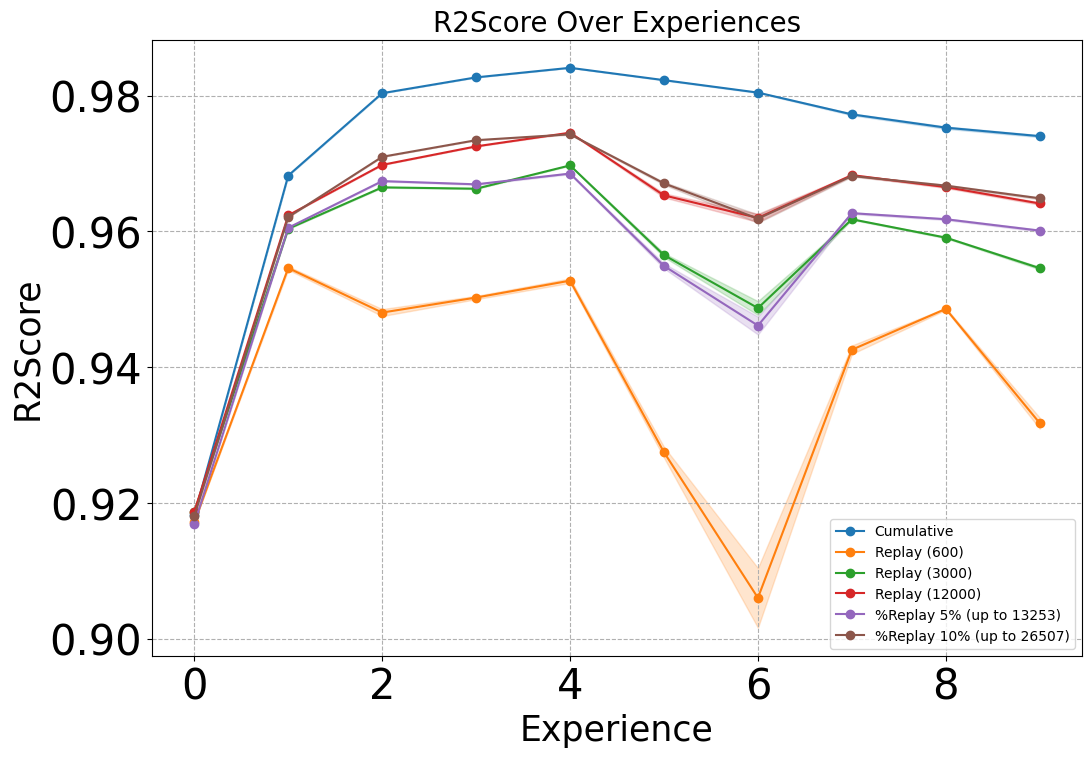 R2Score Over Experiences
R2Score
0.98
0.96
0.94
0.92
0.90
0 2 4 6 8
Experience
Cumulative
Replay (600)
Replay (3000)
Replay (12000)
%Replay 5% (up to 13253)
%Replay 10% (up to 26507)